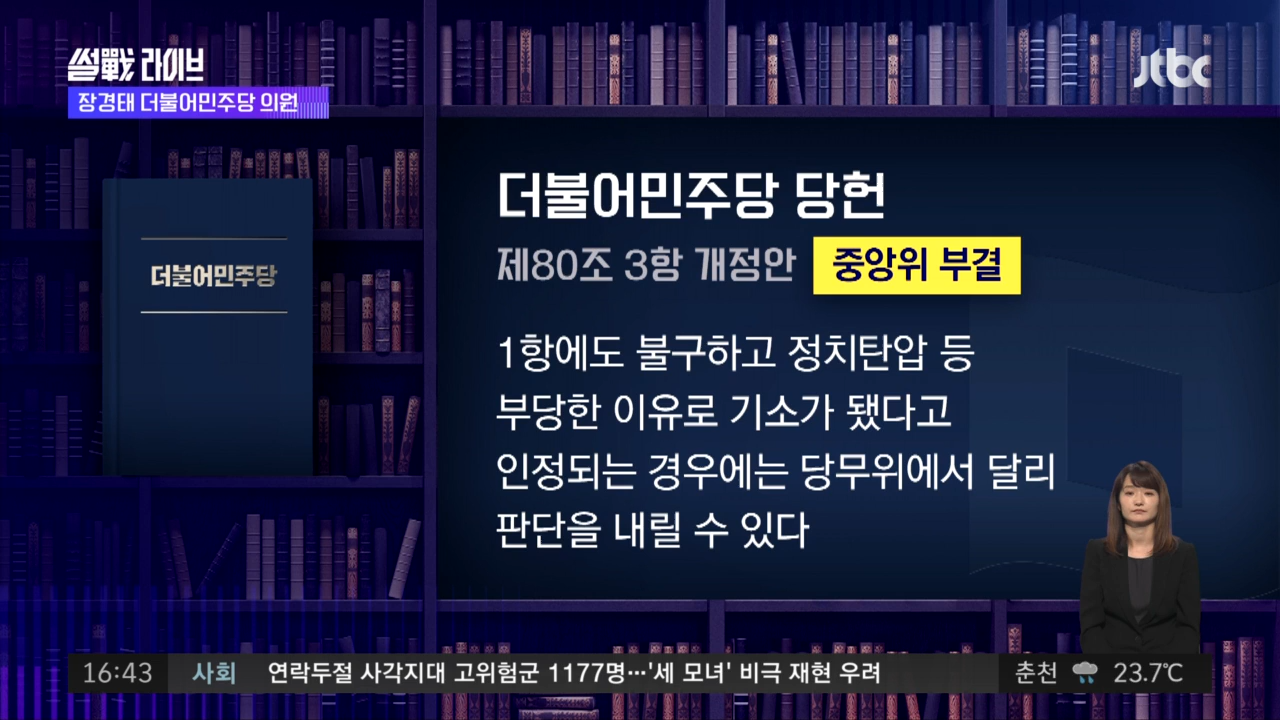 썰戰 라이브
jtbc
장경태 더불어민주당 의원
더불어민주당
더불어민주당 당헌
제80조 3항 개정안 중앙위 부결
1항에도 불구하고 정치탄압 등
부당한 이유로 기소가 됐다고
인정되는 경우에는 당무위에서 달리
판단을 내릴 수 있다
16:43 사회 연락두절 사각지대 고위험군 1177명…'세 모녀' 비극 재현 우려 춘천 23.7℃